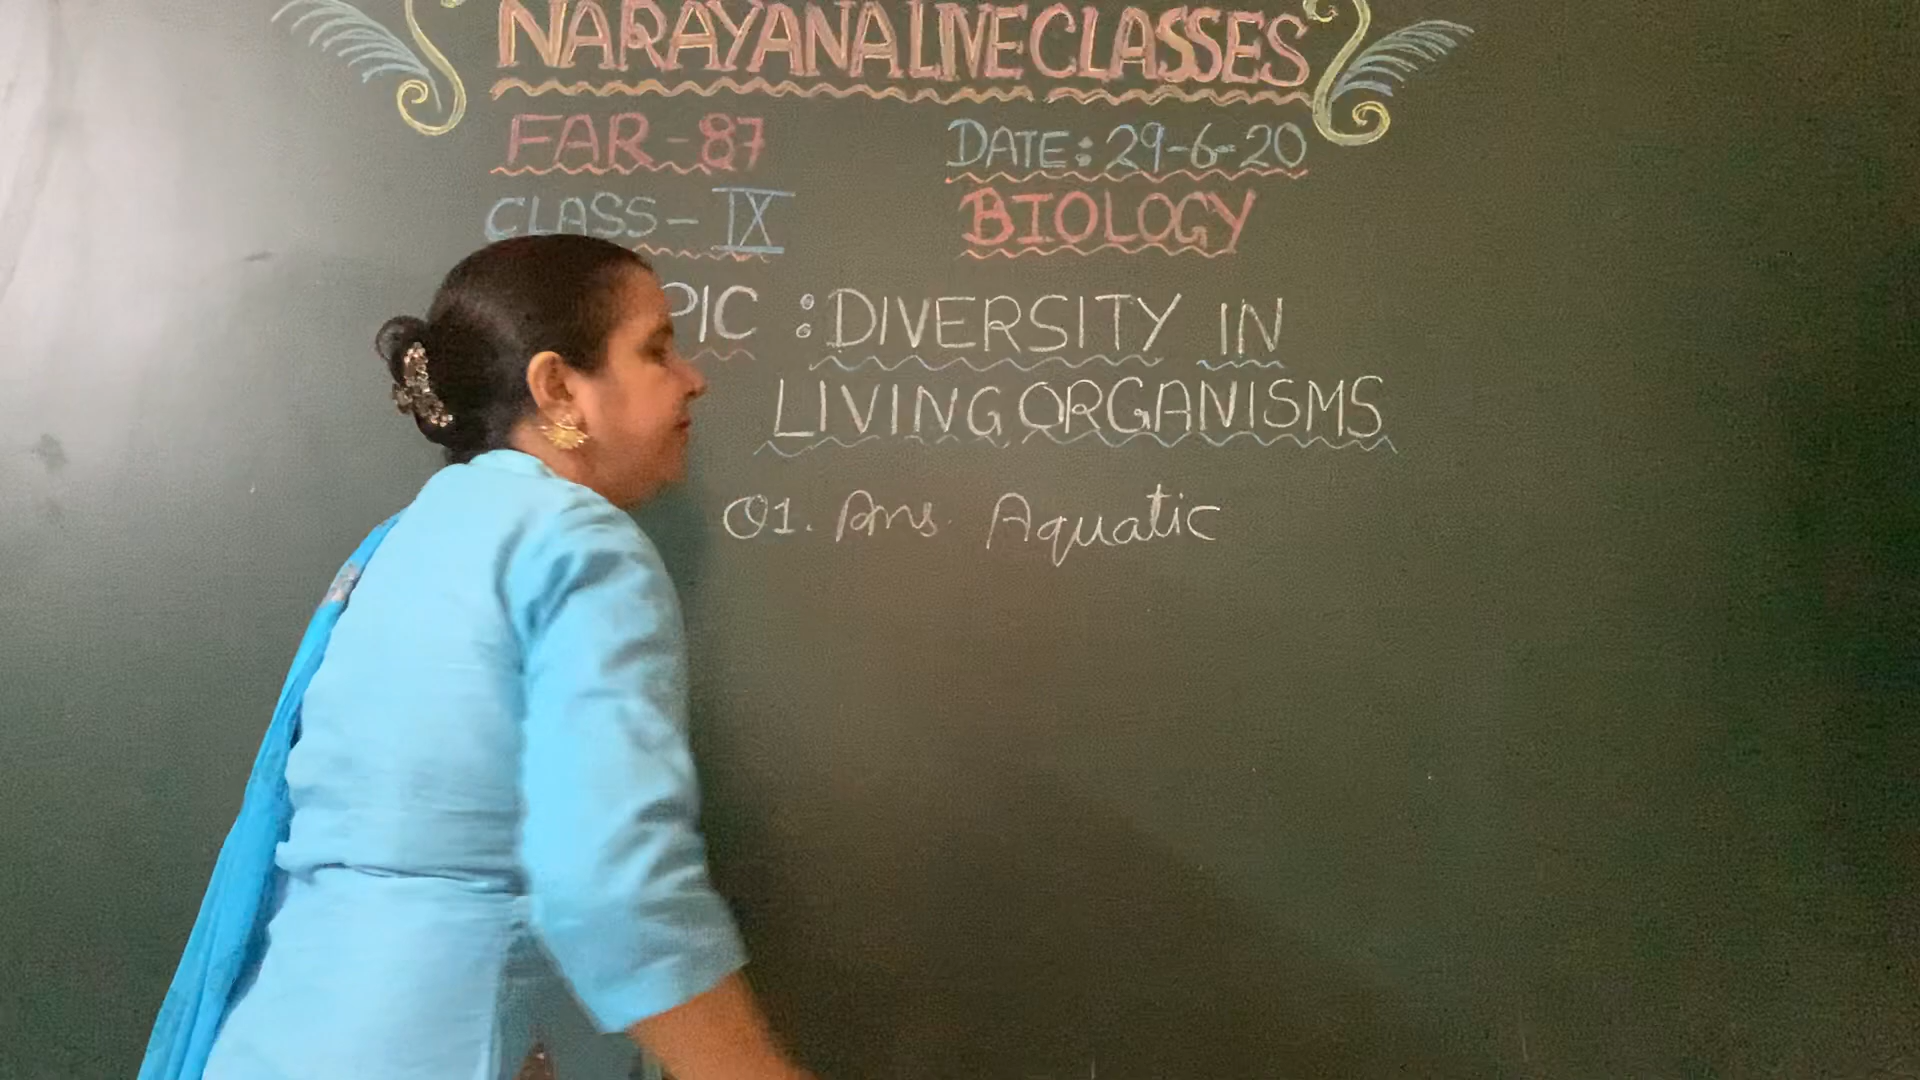 NARAYANA LIVE CLASSES
FAR-87 DATE: 29-6-20
CLASS-IX BIOLOGY
PIC : DIVERSITY IN
LIVING ORGANISMS
Q1. Ans. Aquatic